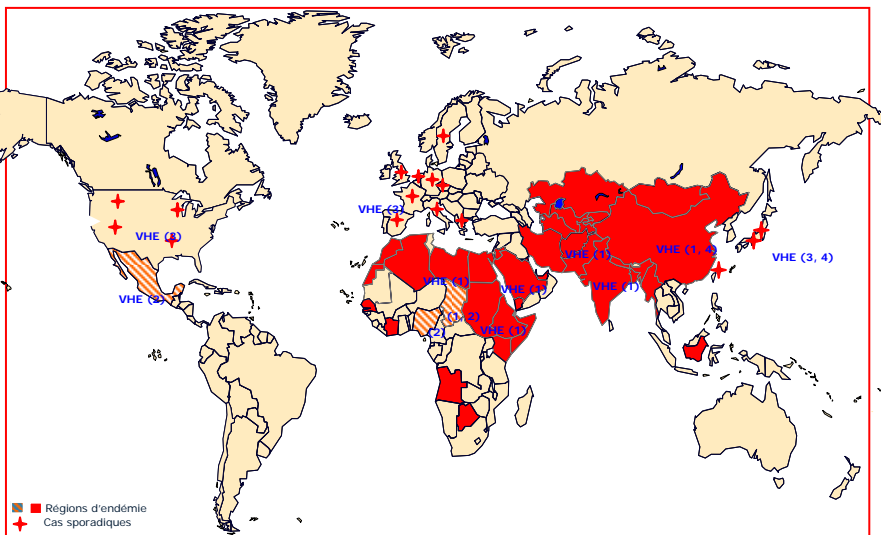 VHE (3)
VHE (3)
VHE (1, 4)
VHE (3, 4)
VHE (1)
VHE (1)
VHE (1)
VHE (1)
VHE (2)
(1, 2)
VHE (1)
(2)
Régions d'endémie
Cas sporadiques